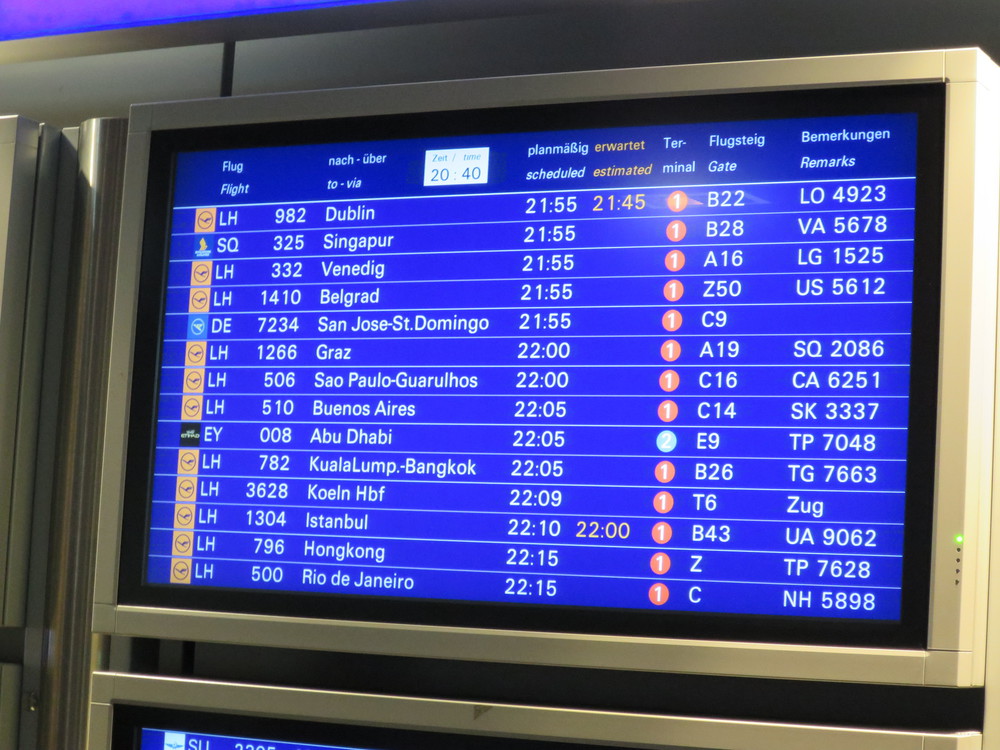 Flug nach - über Zeit / time planmäßig erwartet Ter- Flugsteig Bemerkungen
Flight to - via 20 : 40 scheduled estimated minal Gate Remarks
LH 982 Dublin 21:55 21:45 1 B22 LO 4923
SQ 325 Singapur 21:55 1 B28 VA 5678
LH 332 Venedig 21:55 1 A16 LG 1525
LH 1410 Belgrad 21:55 1 Z50 US 5612
DE 7234 San Jose-St.Domingo 21:55 1 C9
LH 1266 Graz 22:00 1 A19 SQ 2086
LH 506 Sao Paulo-Guarulhos 22:00 1 C16 CA 6251
LH 510 Buenos Aires 22:05 1 C14 SK 3337
EY 008 Abu Dhabi 22:05 2 E9 TP 7048
LH 782 KualaLump.-Bangkok 22:05 1 B26 TG 7663
LH 3628 Koeln Hbf 22:09 1 T6 Zug
LH 1304 Istanbul 22:10 22:00 1 B43 UA 9062
LH 796 Hongkong 22:15 1 Z TP 7628
LH 500 Rio de Janeiro 22:15 1 C NH 5898
SU